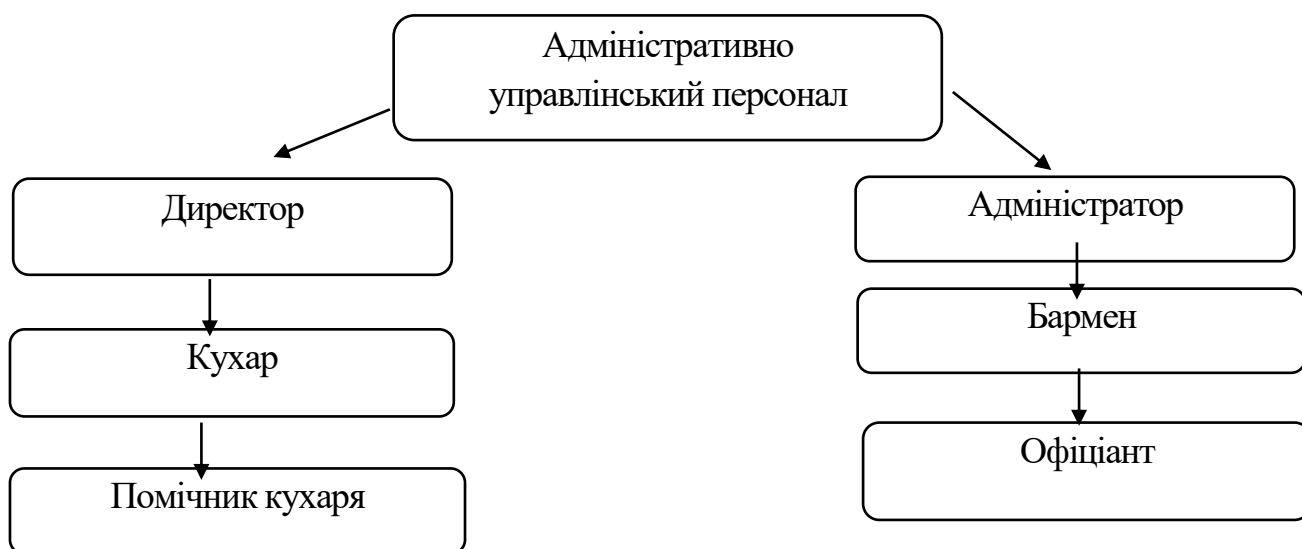 Адміністративно
управлінський персонал
Директор
Адміністратор
Кухар
Бармен
Помічник кухаря
Офіціант